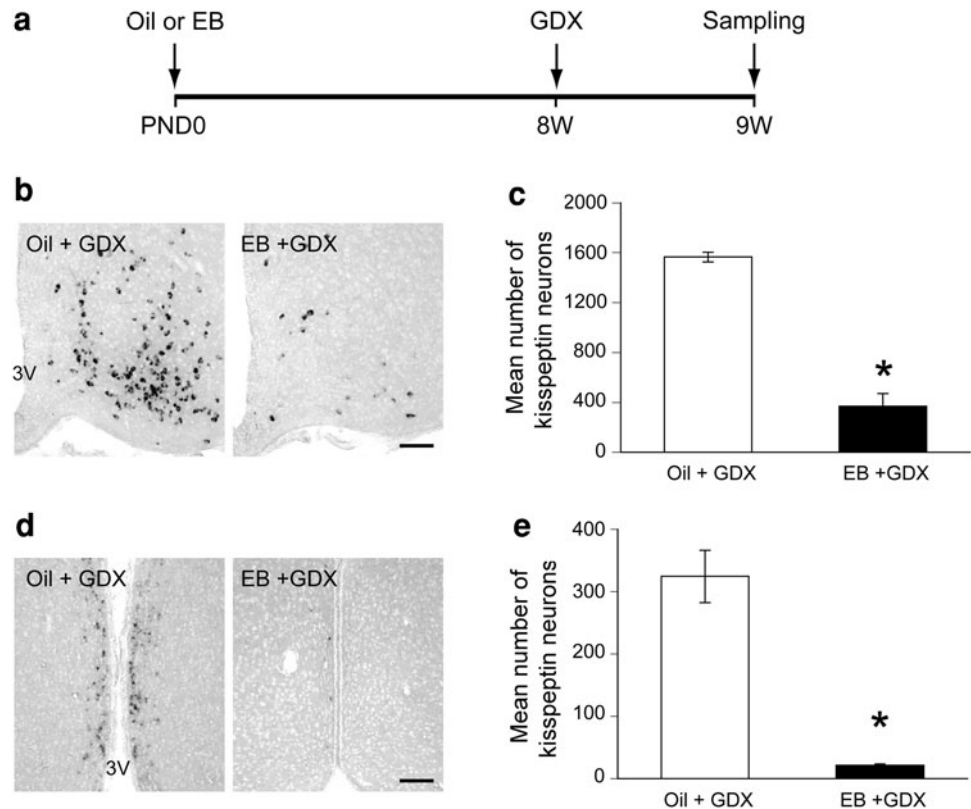 a
Oil or EB
GDX
Sampling
PND0
8W
9W
b
Oil + GDX
EB +GDX
3V
c
Mean number of
kisspeptin neurons
2000
1600
1200
800
400
0
*
Oil + GDX
EB +GDX
d
Oil + GDX
EB +GDX
3V
e
Mean number of
kisspeptin neurons
400
300
200
100
0
*
Oil + GDX
EB +GDX